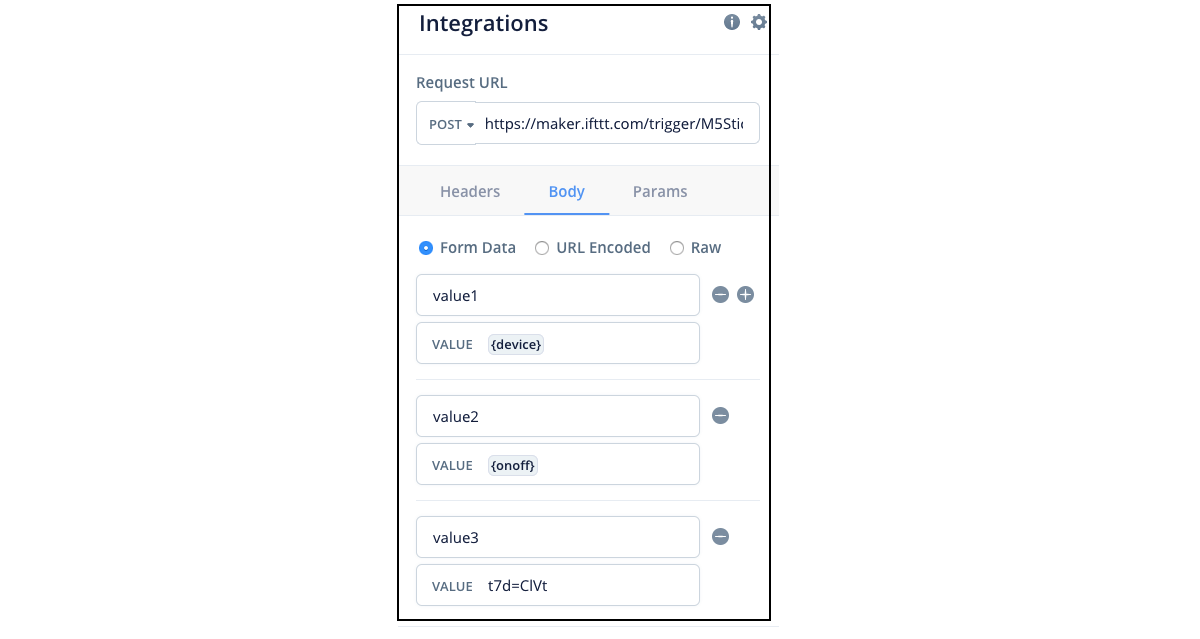 Integrations
Request URL
POST https://maker.ifttt.com/trigger/M5Stic
Headers Body Params
Form Data URL Encoded Raw
value1
VALUE {device}
value2
VALUE {onoff}
value3
VALUE t7d=ClVt